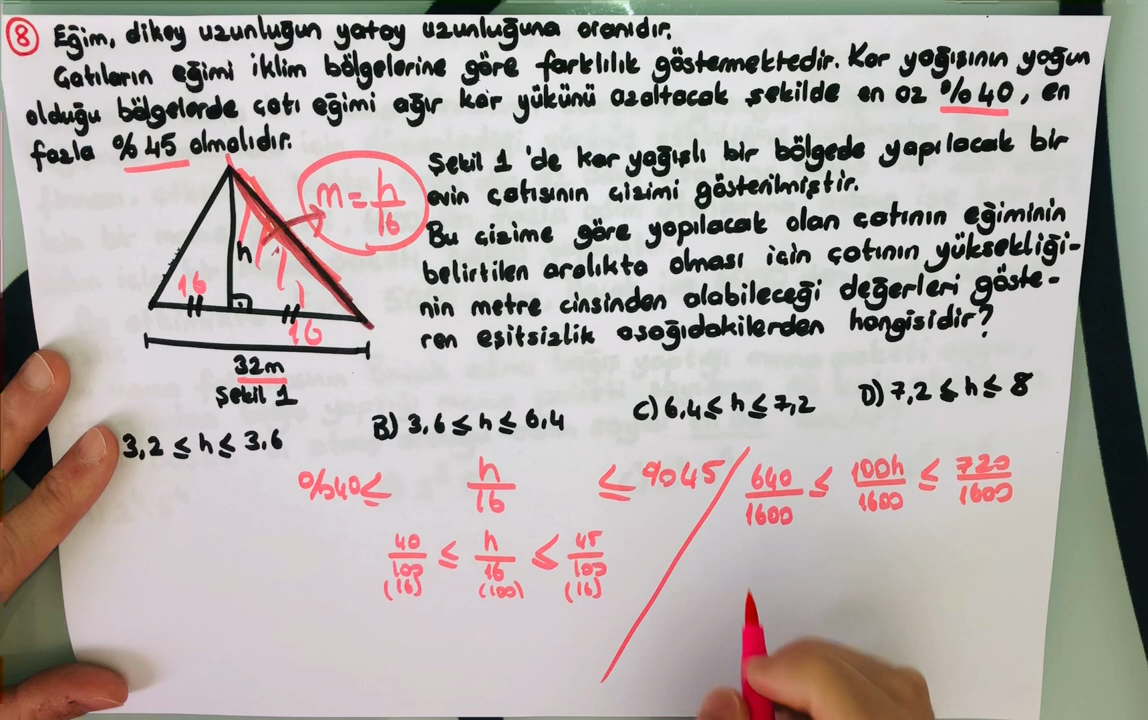 8 Eğim, dikey uzunluğun yatay uzunluğuna oranıdır.
Çatıların eğimi iklim bölgelerine göre farklılık göstermektedir. Kar yağışının yoğun
olduğu bölgelerde çatı eğimi ağır kar yükünü azaltacak şekilde en az %40, en
fazla %45 olmalıdır.
Şekil 1'de kar yağışlı bir bölgede yapılacak bir
evin çatısının çizimi gösterilmiştir.
Bu çizime göre yapılacak olan çatının eğiminin
belirtilen aralıkta olması için çatının yüksekliği-
nin metre cinsinden alabileceği değerleri göste-
ren eşitsizlik aşağıdakilerden hangisidir?
m = h/16
h
16
16
32m
Şekil 1
3,2 ≤ h ≤ 3,6
B) 3,6 ≤ h ≤ 6,4
C) 6,4 ≤ h ≤ 7,2
D) 7,2 ≤ h ≤ 8
%40 ≤ h/16 ≤ %45
40/100 ≤ h/16 ≤ 45/100
(16) (100) (16)
640/1600 ≤ 100h/1600 ≤ 720/1600